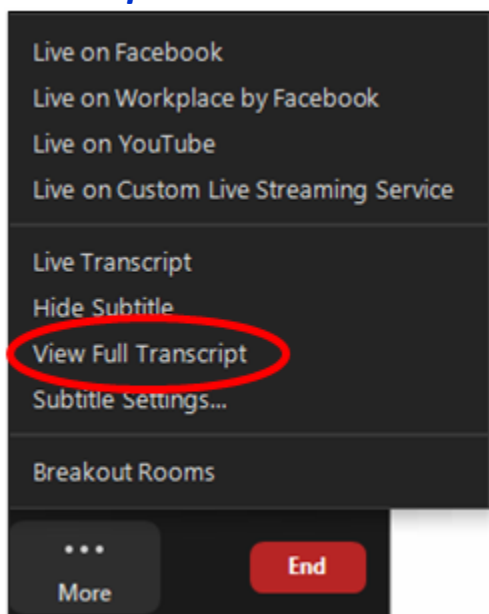 Live on Facebook
Live on Workplace by Facebook
Live on YouTube
Live on Custom Live Streaming Service
Live Transcript
Hide Subtitle
View Full Transcript
Subtitle Settings...
Breakout Rooms
More
End